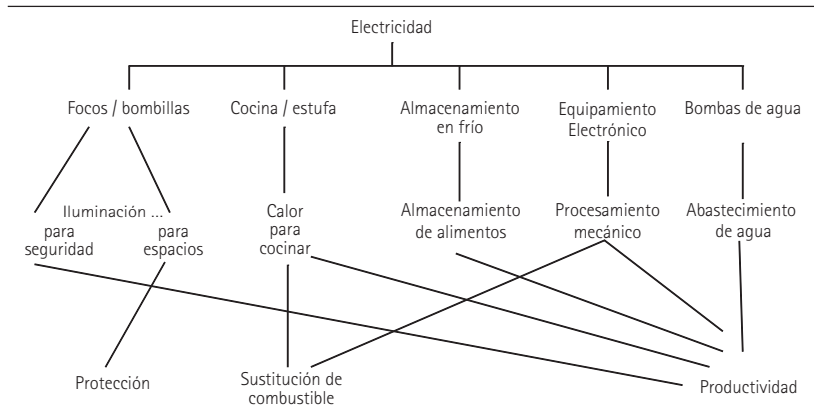 Electricidad
Focos / bombillas
Cocina / estufa
Almacenamiento
en frío
Equipamiento
Electrónico
Bombas de agua
Iluminación ...
para
seguridad
para
espacios
Calor
para
cocinar
Almacenamiento
de alimentos
Procesamiento
mecánico
Abastecimiento
de agua
Protección
Sustitución de
combustible
Productividad